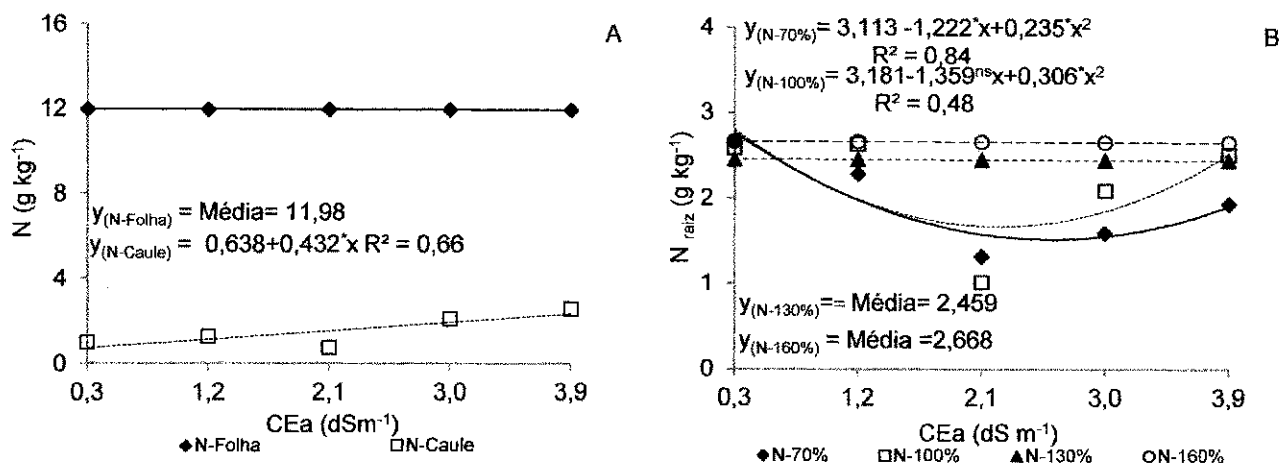 A
N (g kg⁻¹)
16
12
8
4
0
y(N-Folha) = Média= 11,98
y(N-Caule) = 0,638+0,432*x R² = 0,66
0,3 1,2 2,1 3,0 3,9
CEa (dSm⁻¹)
N-Folha N-Caule
B
N raiz (g kg⁻¹)
4
3
2
1
0
y(N-70%) = 3,113 -1,222*x+0,235*x²
R² = 0,84
y(N-100%) = 3,181-1,359ⁿˢx+0,306*x²
R² = 0,48
y(N-130%)= = Média= 2,459
y(N-160%) = Média =2,668
0,3 1,2 2,1 3,0 3,9
CEa (dS m⁻¹)
N-70% N-100% N-130% N-160%